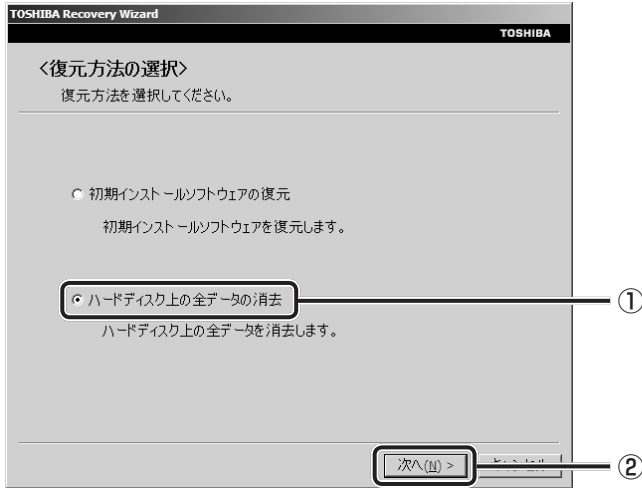 TOSHIBA Recovery Wizard
TOSHIBA
<復元方法の選択>
復元方法を選択してください。
初期インストールソフトウェアの復元
初期インストールソフトウェアを復元します。
ハードディスク上の全データの消去
①
ハードディスク上の全データを消去します。
次へ(N) >
②